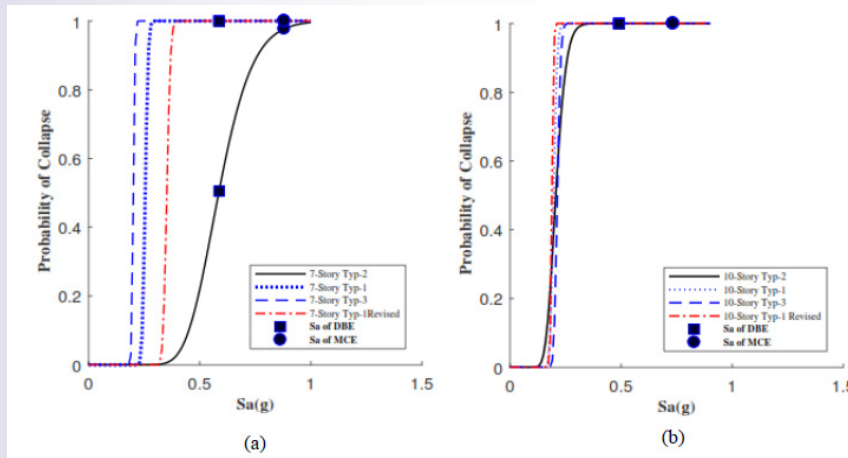 1
0.8
0.6
0.4
0.2
0
Probability of Collapse
7-Story Typ-2
7-Story Typ-1
7-Story Typ-3
7-Story Typ-1Revised
Sa of DBE
Sa of MCE
0
0.5
1
1.5
Sa(g)
(a)
1
0.8
0.6
0.4
0.2
0
Probability of Collapse
10-Story Typ-2
10-Story Typ-1
10-Story Typ-3
10-Story Typ-1 Revised
Sa of DBE
Sa of MCE
0
0.5
1
1.5
Sa(g)
(b)